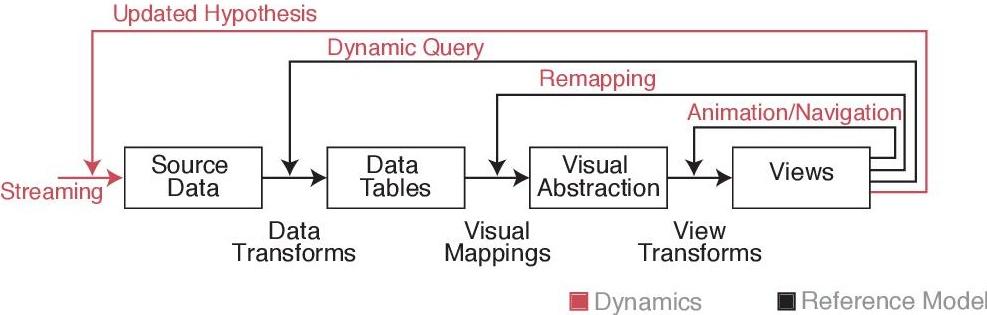 Updated Hypothesis
Dynamic Query
Remapping
Animation/Navigation
Streaming
Source
Data
Data
Tables
Visual
Abstraction
Views
Data
Transforms
Visual
Mappings
View
Transforms
Dynamics
Reference Model